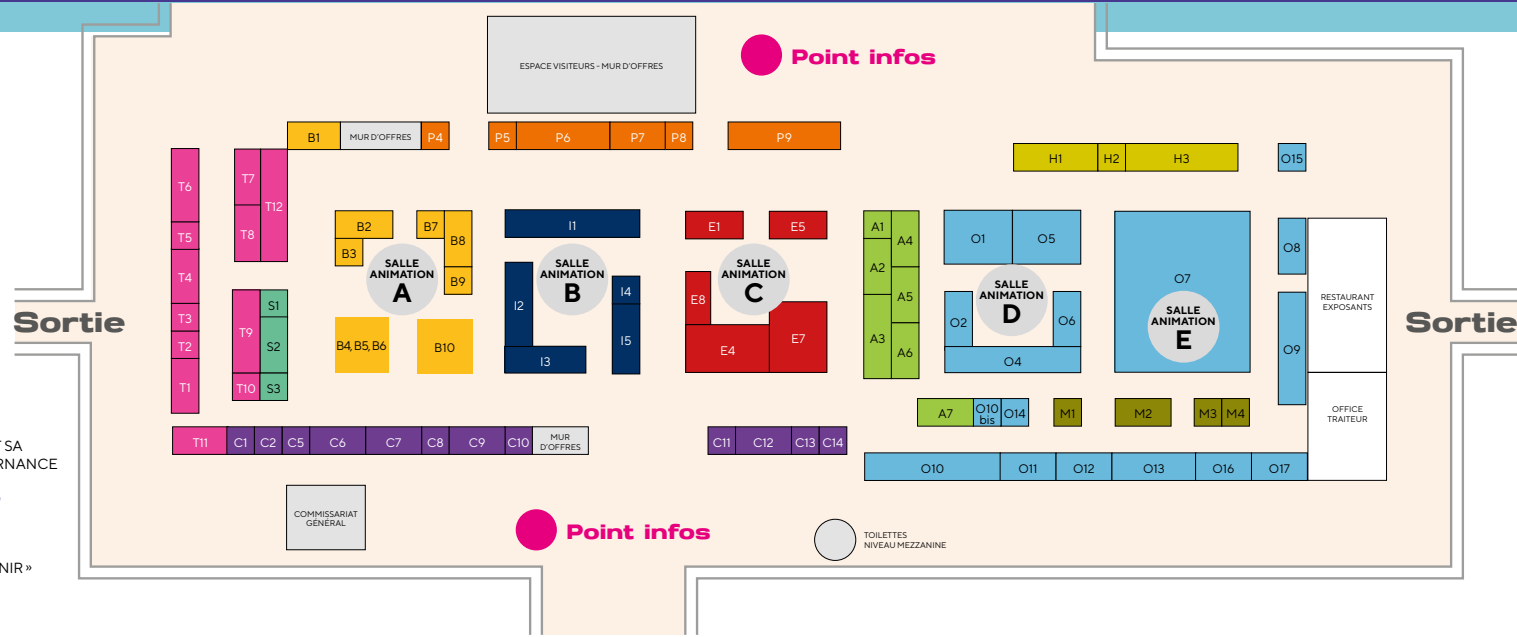 ESPACE VISITEURS - MUR D'OFFRES
Point infos
B1
MUR D'OFFRES
P4
P5
P6
P7
P8
P9
H1
H2
H3
O15
T6
T5
T4
T3
T2
T1
T7
T8
T12
T9
T10
S1
S2
S3
B2
B3
B7
B8
B9
SALLE
ANIMATION
A
B4, B5, B6
B10
I1
I2
I3
I4
I5
SALLE
ANIMATION
B
E1
E5
E8
E4
E7
SALLE
ANIMATION
C
A1
A2
A3
A4
A5
A6
O1
O5
O2
O6
O4
SALLE
ANIMATION
D
O7
SALLE
ANIMATION
E
O8
O9
RESTAURANT
EXPOSANTS
OFFICE
TRAITEUR
Sortie
Sortie
A7
O10
bis
O14
M1
M2
M3
M4
T11
C1
C2
C5
C6
C7
C8
C9
C10
MUR
D'OFFRES
C11
C12
C13
C14
O10
O11
O12
O13
O16
O17
SA
RNANCE
NIR »
COMMISSARIAT
GÉNÉRAL
Point infos
TOILETTES
NIVEAU MEZZANINE